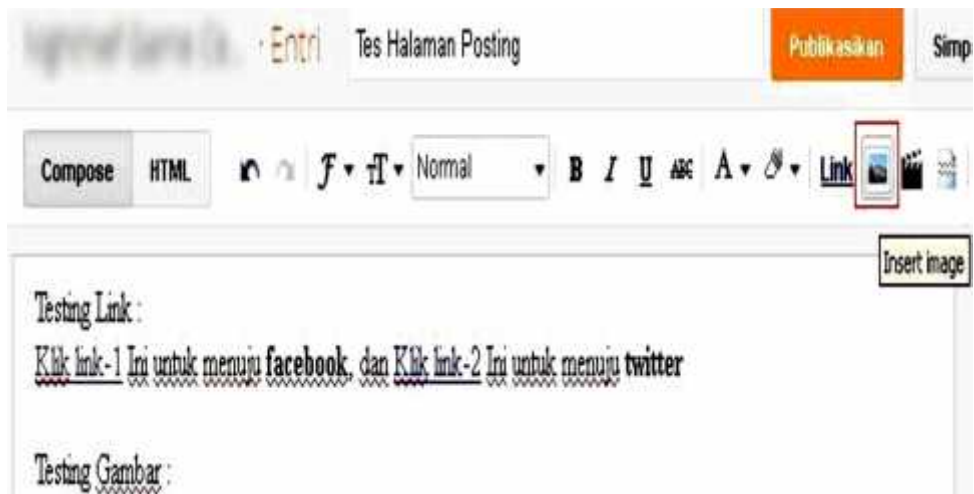 · Entri Tes Halaman Posting Publikasikan Simp
Compose HTML F T Normal B I U ABC A Link
Insert image
Testing Link :
Klik link-1 Ini untuk menuju facebook, dan Klik link-2 Ini untuk menuju twitter
Testing Gambar :